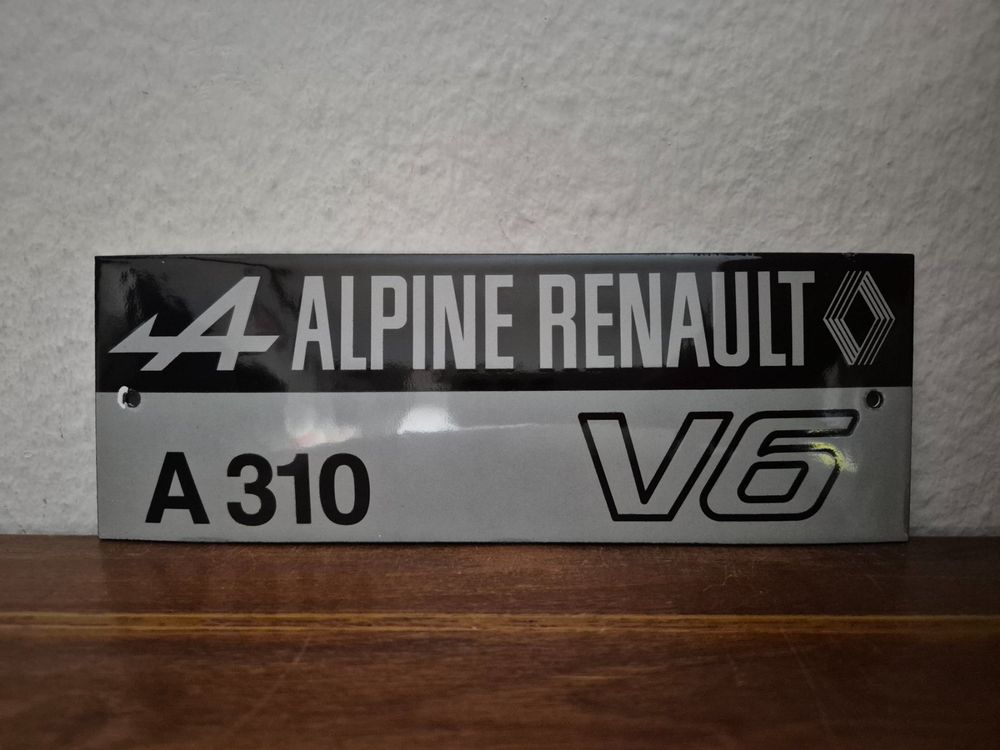 ALPINE RENAULT
A 310 V6